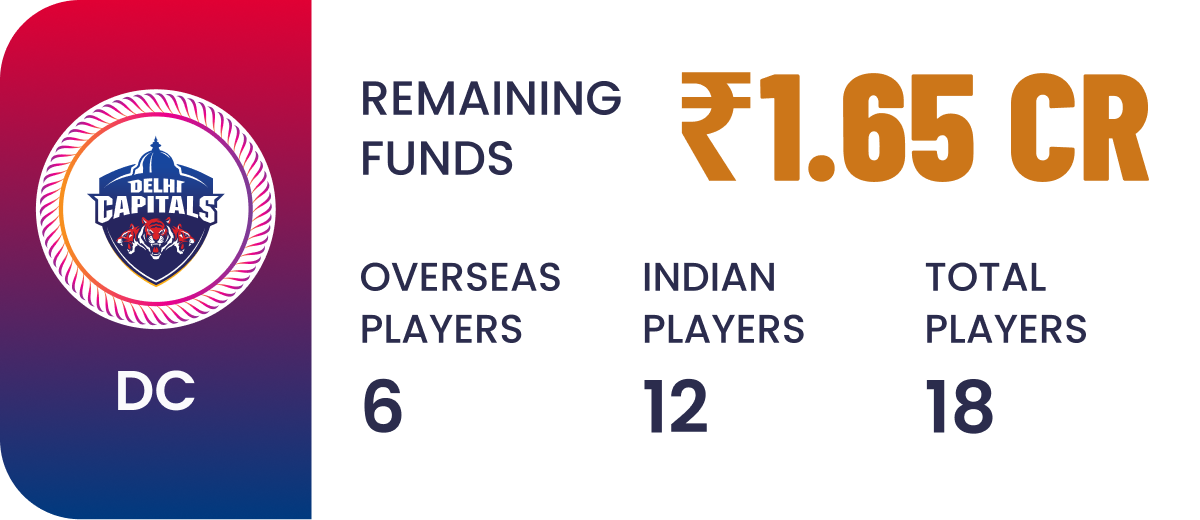 DELHI
CAPITALS
DC
REMAINING
FUNDS
₹1.65 CR
OVERSEAS
PLAYERS
6
INDIAN
PLAYERS
12
TOTAL
PLAYERS
18